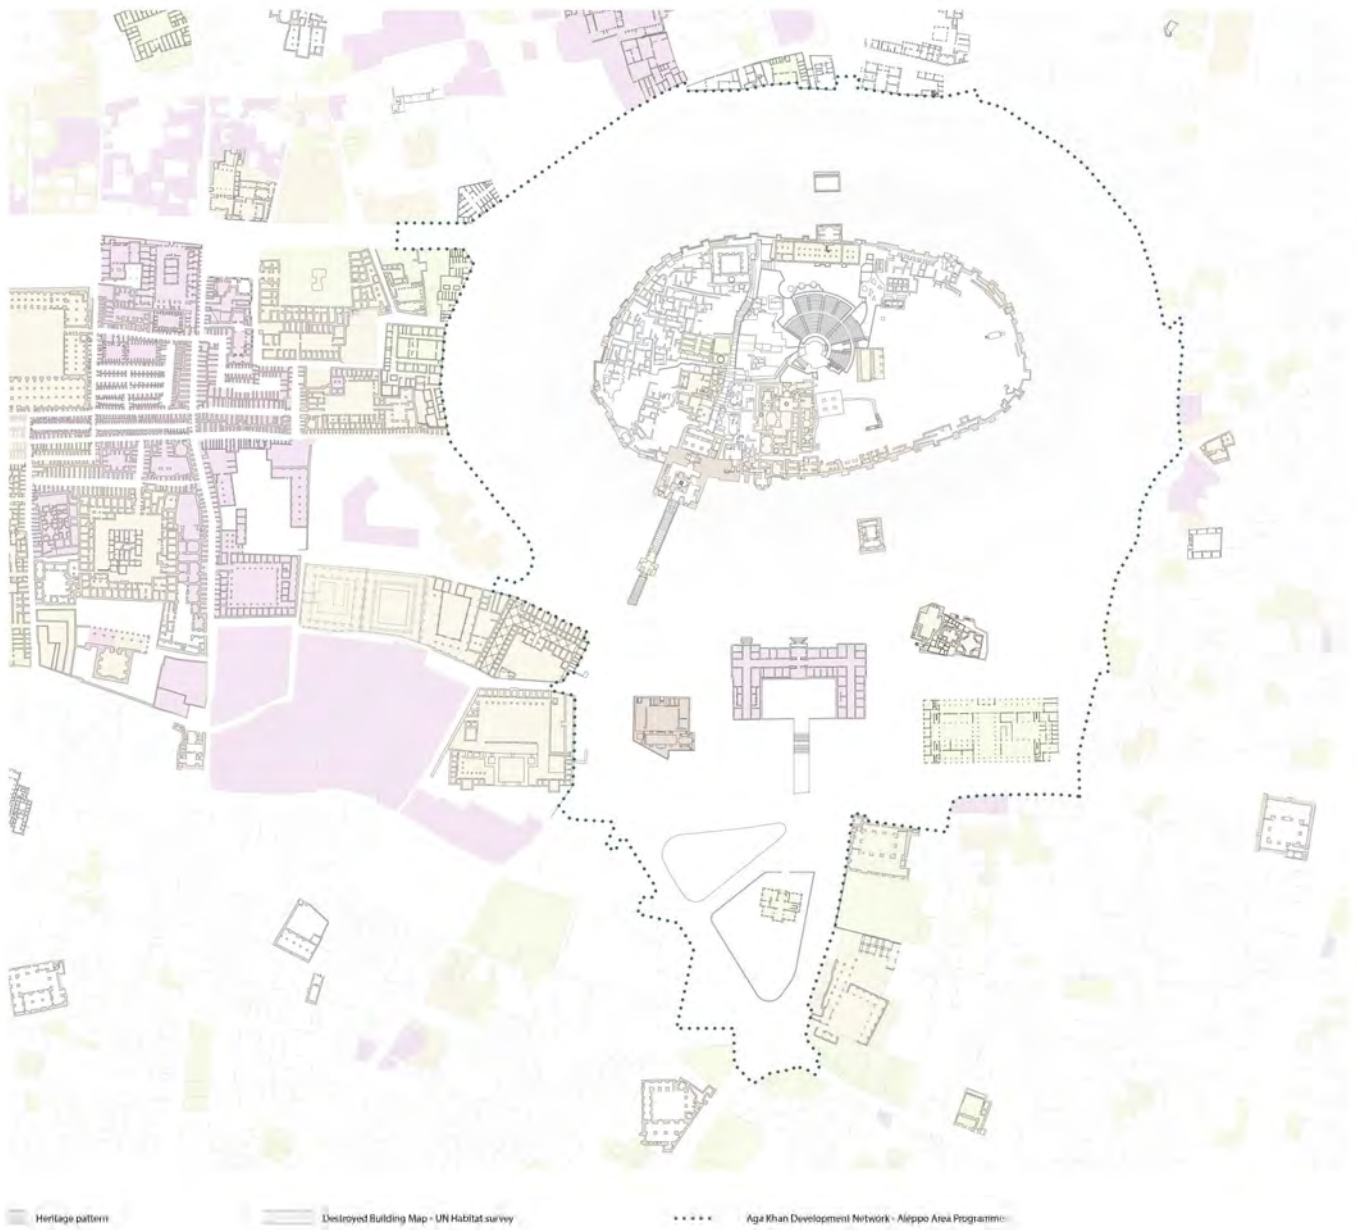 Heritage pattern
Destroyed Building Map - UN Habitat survey
Aga Khan Development Network - Aleppo Area Programme